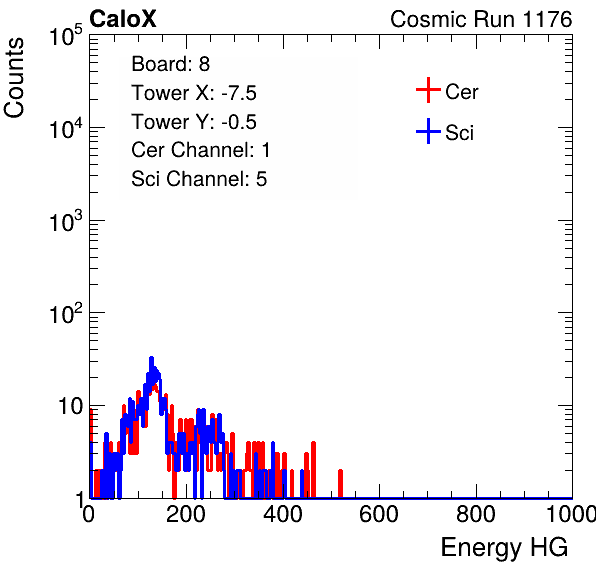 CaloX Cosmic Run 1176
Counts
Board: 8
Tower X: -7.5
Tower Y: -0.5
Cer Channel: 1
Sci Channel: 5
Cer
Sci
10^5
10^4
10^3
10^2
10
1
0 200 400 600 800 1000
Energy HG